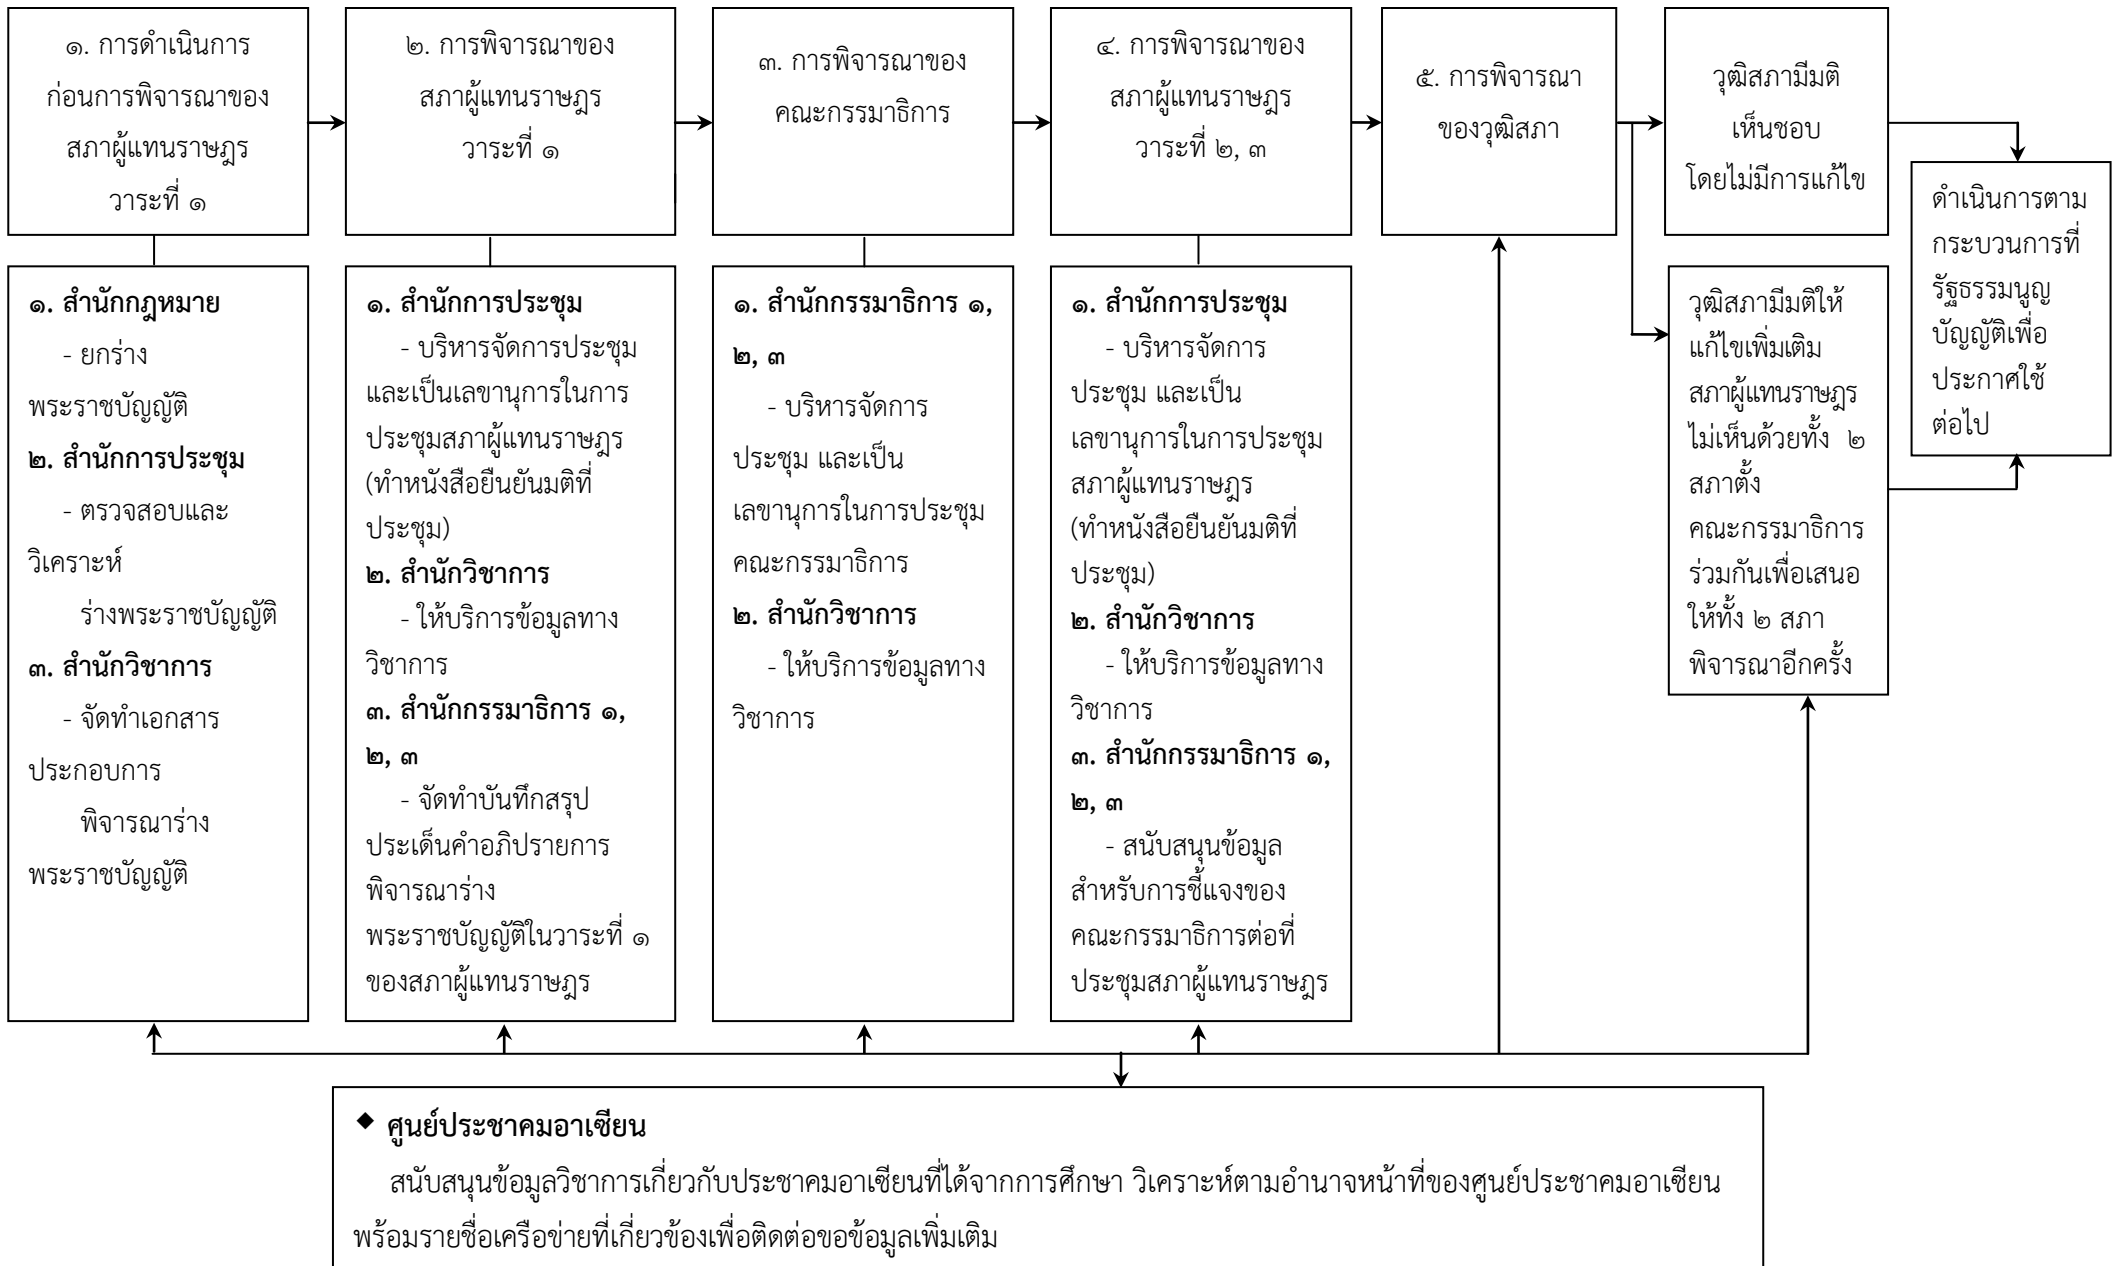 ๑. การดำเนินการ
ก่อนการพิจารณาของ
สภาผู้แทนราษฎร
วาระที่ ๑
๒. การพิจารณาของ
สภาผู้แทนราษฎร
วาระที่ ๑
๓. การพิจารณาของ
คณะกรรมาธิการ
๔. การพิจารณาของ
สภาผู้แทนราษฎร
วาระที่ ๒, ๓
๕. การพิจารณา
ของวุฒิสภา
วุฒิสภามีมติ
เห็นชอบ
โดยไม่มีการแก้ไข
ดำเนินการตาม
กระบวนการที่
รัฐธรรมนูญ
บัญญัติเพื่อ
ประกาศใช้
ต่อไป
๑. สำนักกฎหมาย
- ยกร่าง
พระราชบัญญัติ
๒. สำนักการประชุม
- ตรวจสอบและ
วิเคราะห์
ร่างพระราชบัญญัติ
๓. สำนักวิชาการ
- จัดทำเอกสาร
ประกอบการ
พิจารณาร่าง
พระราชบัญญัติ
๑. สำนักการประชุม
- บริหารจัดการประชุม
และเป็นเลขานุการในการ
ประชุมสภาผู้แทนราษฎร
(ทำหนังสือยืนยันมติที่
ประชุม)
๒. สำนักวิชาการ
- ให้บริการข้อมูลทาง
วิชาการ
๓. สำนักกรรมาธิการ ๑,
๒, ๓
- จัดทำบันทึกสรุป
ประเด็นคำอภิปรายการ
พิจารณาร่าง
พระราชบัญญัติในวาระที่ ๑
ของสภาผู้แทนราษฎร
๑. สำนักกรรมาธิการ ๑,
๒, ๓
- บริหารจัดการ
ประชุม และเป็น
เลขานุการในการประชุม
คณะกรรมาธิการ
๒. สำนักวิชาการ
- ให้บริการข้อมูลทาง
วิชาการ
๑. สำนักการประชุม
- บริหารจัดการ
ประชุม และเป็น
เลขานุการในการประชุม
สภาผู้แทนราษฎร
(ทำหนังสือยืนยันมติที่
ประชุม)
๒. สำนักวิชาการ
- ให้บริการข้อมูลทาง
วิชาการ
๓. สำนักกรรมาธิการ ๑,
๒, ๓
- สนับสนุนข้อมูล
สำหรับการชี้แจงของ
คณะกรรมาธิการต่อที่
ประชุมสภาผู้แทนราษฎร
วุฒิสภามีมติให้
แก้ไขเพิ่มเติม
สภาผู้แทนราษฎร
ไม่เห็นด้วยทั้ง ๒
สภาตั้ง
คณะกรรมาธิการ
ร่วมกันเพื่อเสนอ
ให้ทั้ง ๒ สภา
พิจารณาอีกครั้ง
◆ ศูนย์ประชาคมอาเซียน
สนับสนุนข้อมูลวิชาการเกี่ยวกับประชาคมอาเซียนที่ได้จากการศึกษา วิเคราะห์ตามอำนาจหน้าที่ของศูนย์ประชาคมอาเซียน
พร้อมรายชื่อเครือข่ายที่เกี่ยวข้องเพื่อติดต่อขอข้อมูลเพิ่มเติม